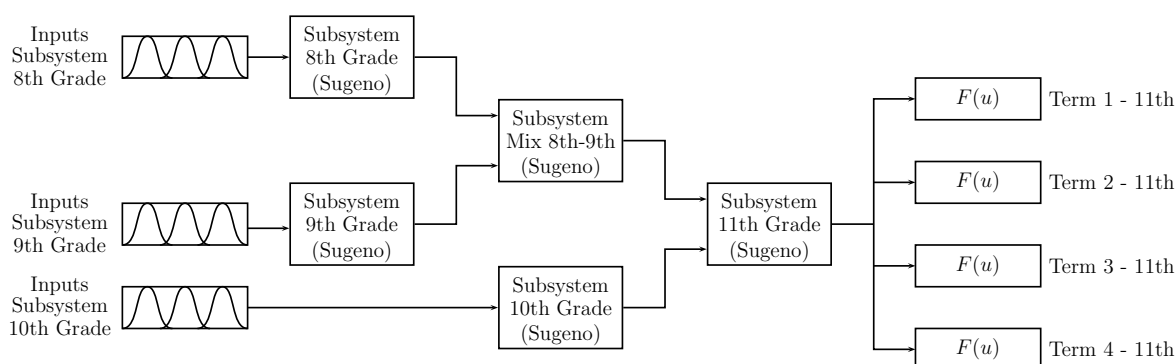 Inputs
Subsystem
8th Grade
Subsystem
8th Grade
(Sugeno)
Subsystem
Mix 8th-9th
(Sugeno)
Inputs
Subsystem
9th Grade
Subsystem
9th Grade
(Sugeno)
Inputs
Subsystem
10th Grade
Subsystem
10th Grade
(Sugeno)
Subsystem
11th Grade
(Sugeno)
F(u) Term 1 - 11th
F(u) Term 2 - 11th
F(u) Term 3 - 11th
F(u) Term 4 - 11th